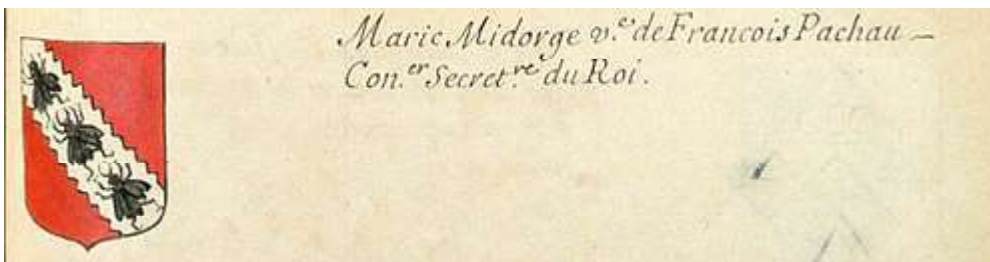 Marie Midorge v.^e de Francois Pachau —
Con.^er Secret.^re du Roi.